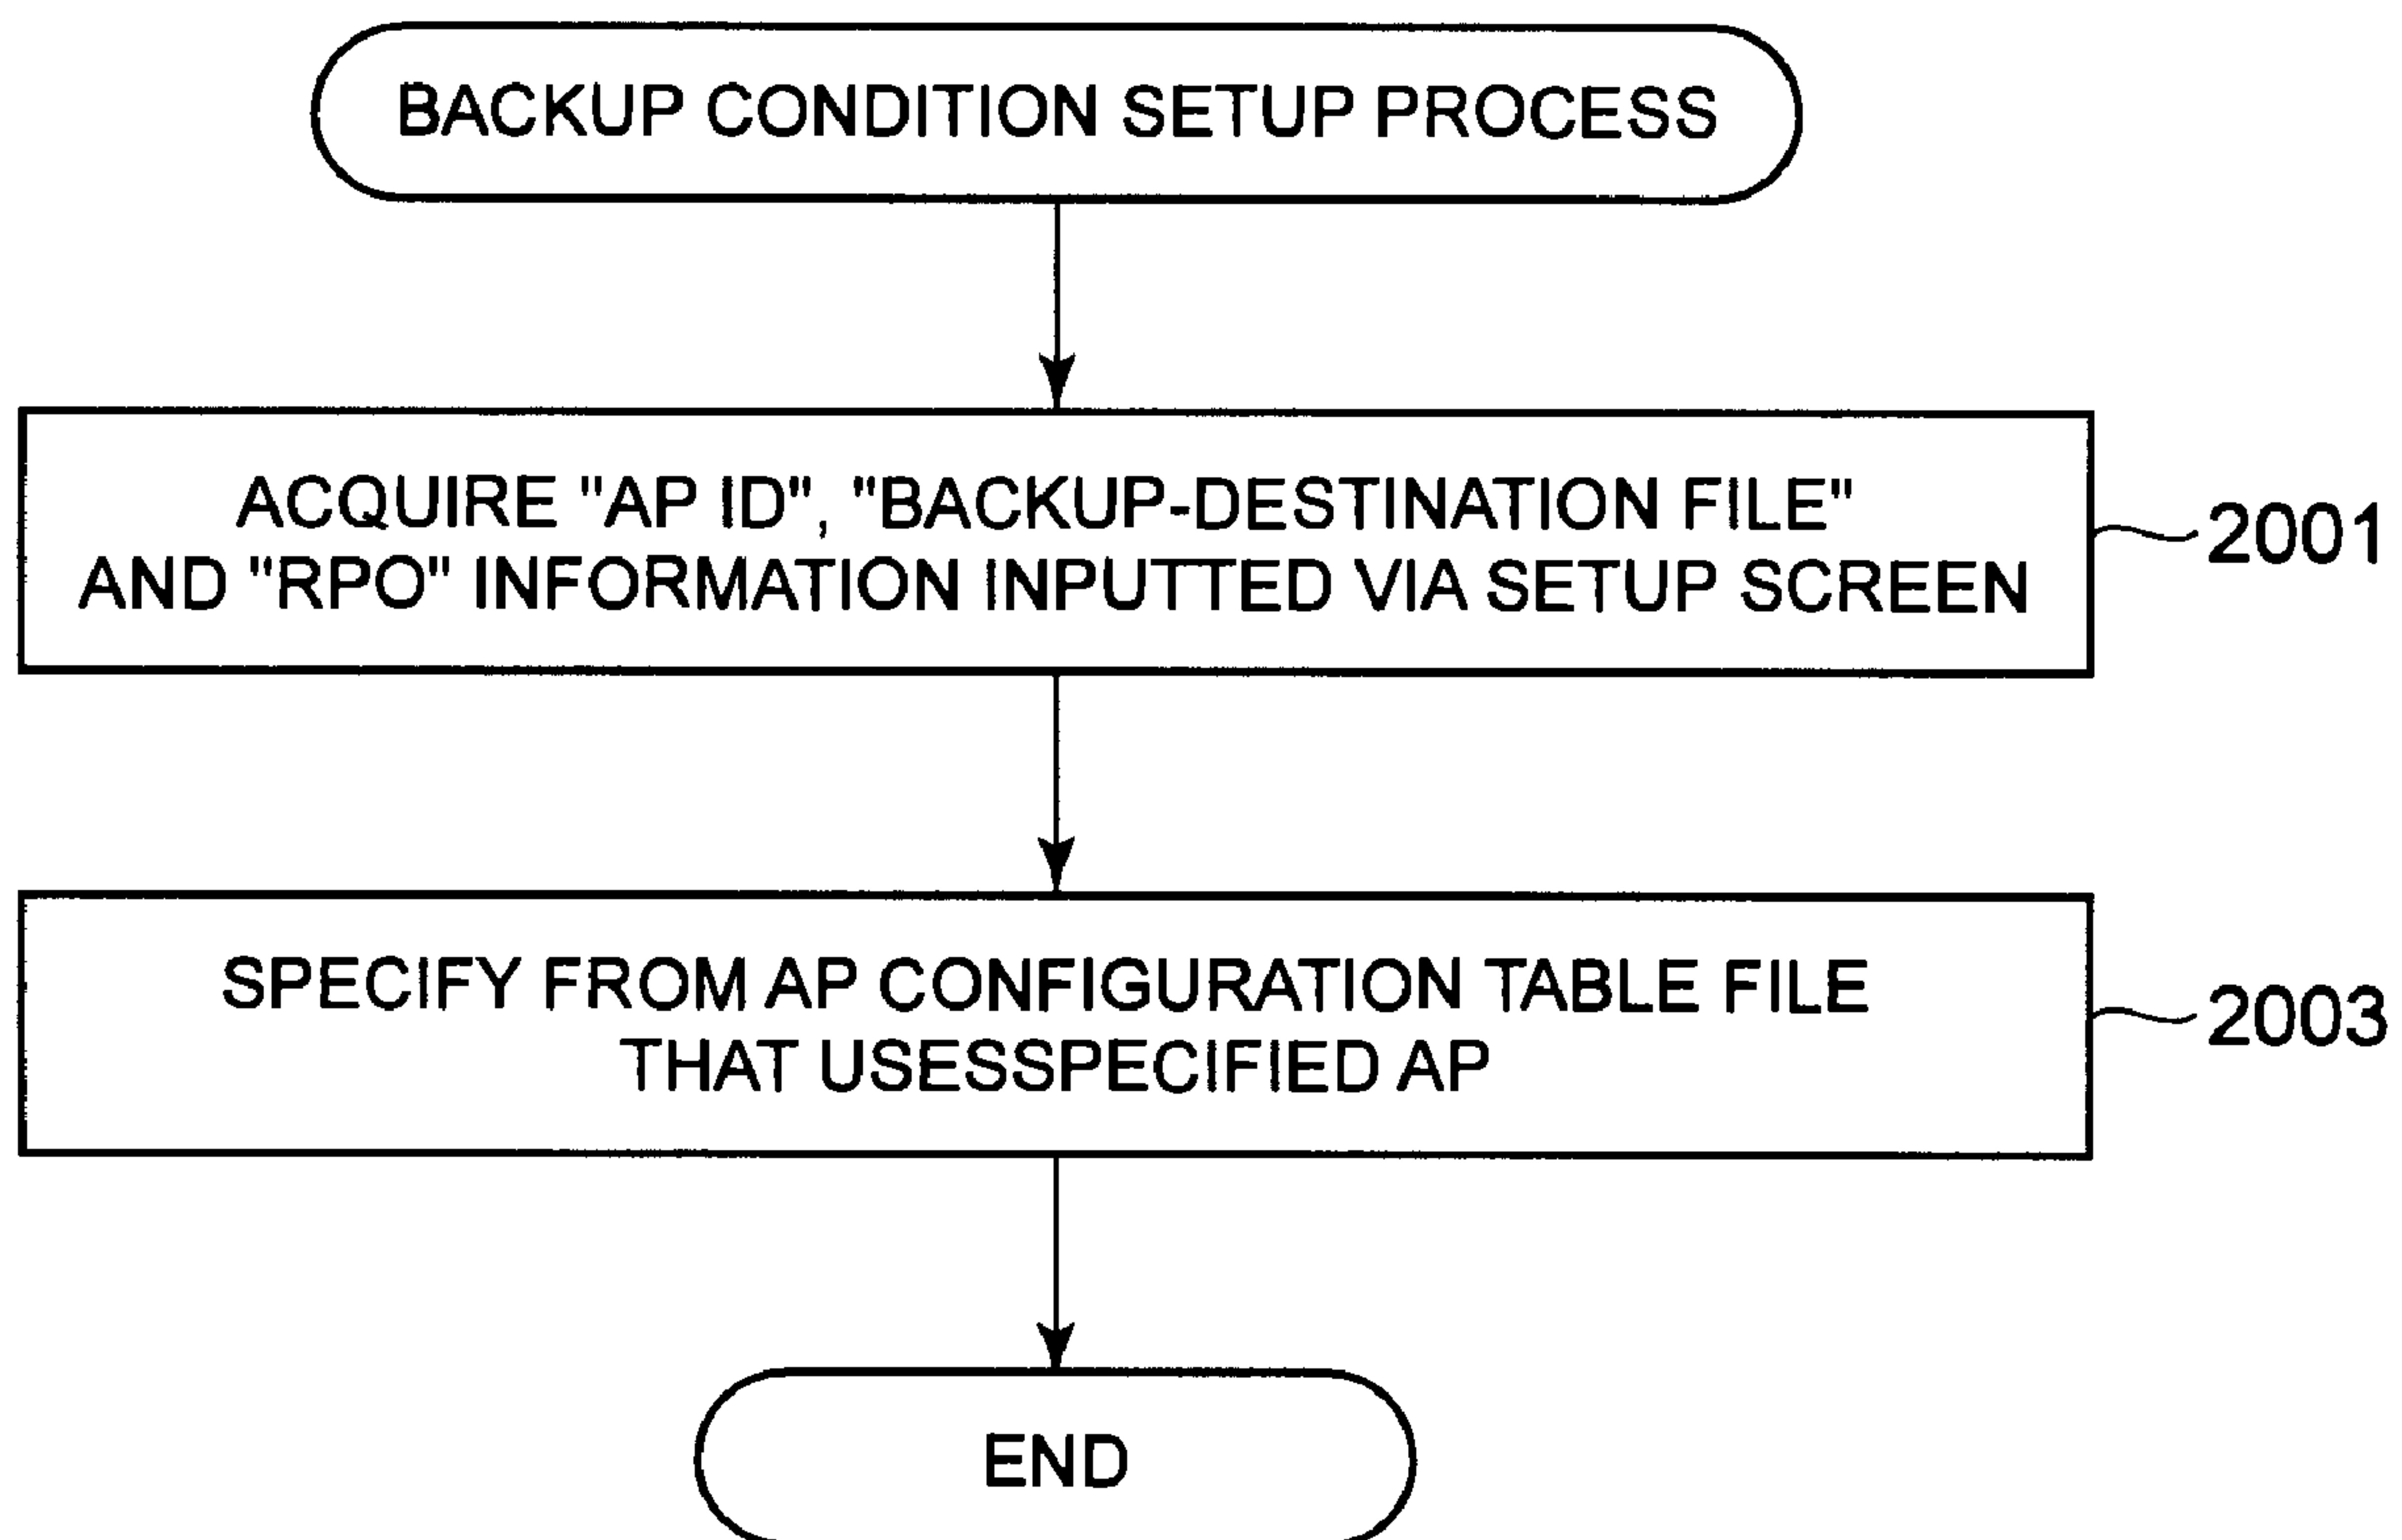 BACKUP CONDITION SETUP PROCESS
ACQUIRE "AP ID", "BACKUP-DESTINATION FILE"
AND "RPO" INFORMATION INPUTTED VIA SETUP SCREEN
2001
SPECIFY FROM AP CONFIGURATION TABLE FILE
THAT USESSPECIFIED AP
2003
END